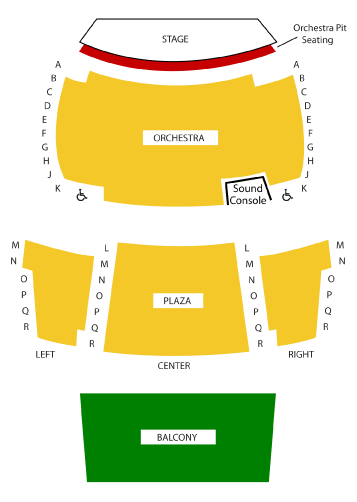 Orchestra Pit
Seating
STAGE
A A
B B
C C
D D
E E
F F
G G
H H
J J
K K
ORCHESTRA
Sound
Console
M L L M
N M M N
O N N O
P O O P
Q P P Q
R Q Q R
R R
PLAZA
LEFT
CENTER
RIGHT
BALCONY